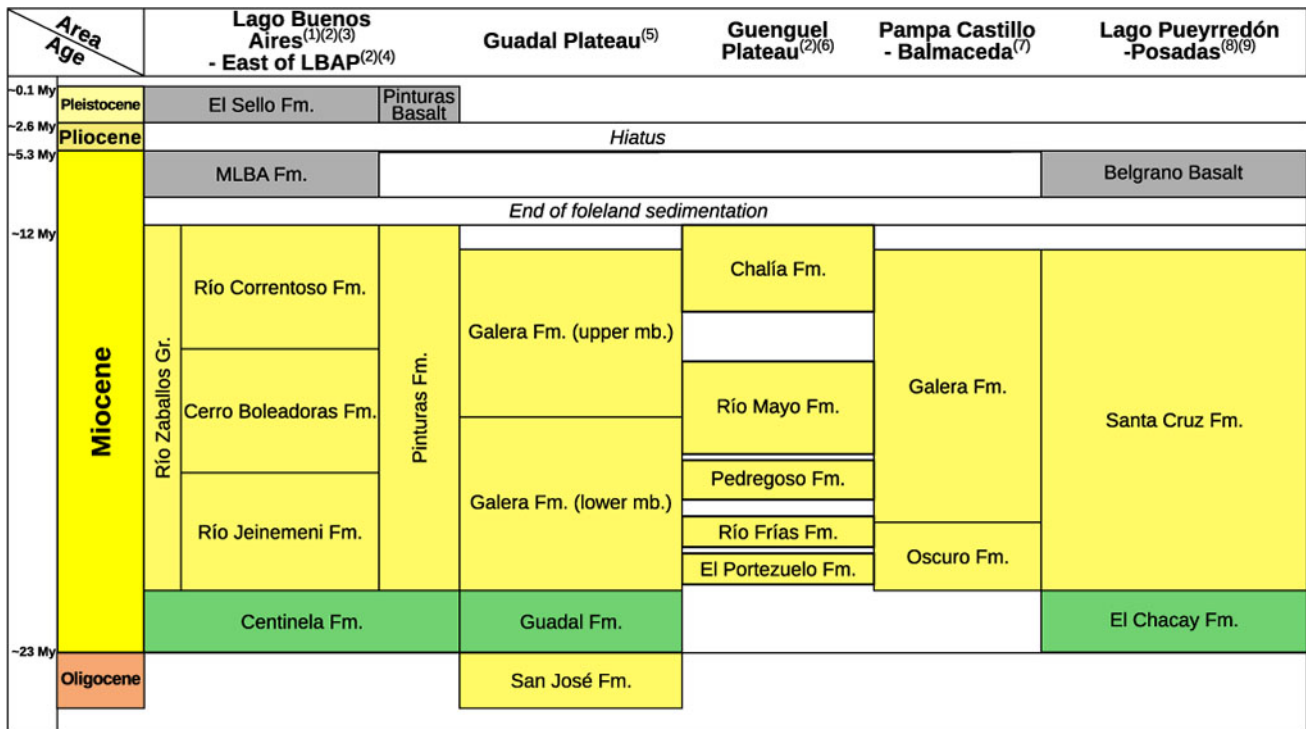 Area
Age
Lago Buenos
Aires(1)(2)(3)
- East of LBAP(2)(4)
Guadal Plateau(5)
Guenguel
Plateau(2)(6)
Pampa Castillo
- Balmaceda(7)
Lago Pueyrredón
-Posadas(8)(9)
~0.1 My
Pleistocene
El Sello Fm.
Pinturas
Basalt
~2.6 My
Pliocene
Hiatus
~5.3 My
MLBA Fm.
Belgrano Basalt
End of foleland sedimentation
~12 My
Miocene
Río Zaballos Gr.
Río Correntoso Fm.
Cerro Boleadoras Fm.
Río Jeinemeni Fm.
Pinturas Fm.
Galera Fm. (upper mb.)
Galera Fm. (lower mb.)
Chalía Fm.
Río Mayo Fm.
Pedregoso Fm.
Río Frías Fm.
El Portezuelo Fm.
Galera Fm.
Oscuro Fm.
Santa Cruz Fm.
Centinela Fm.
Guadal Fm.
El Chacay Fm.
~23 My
Oligocene
San José Fm.